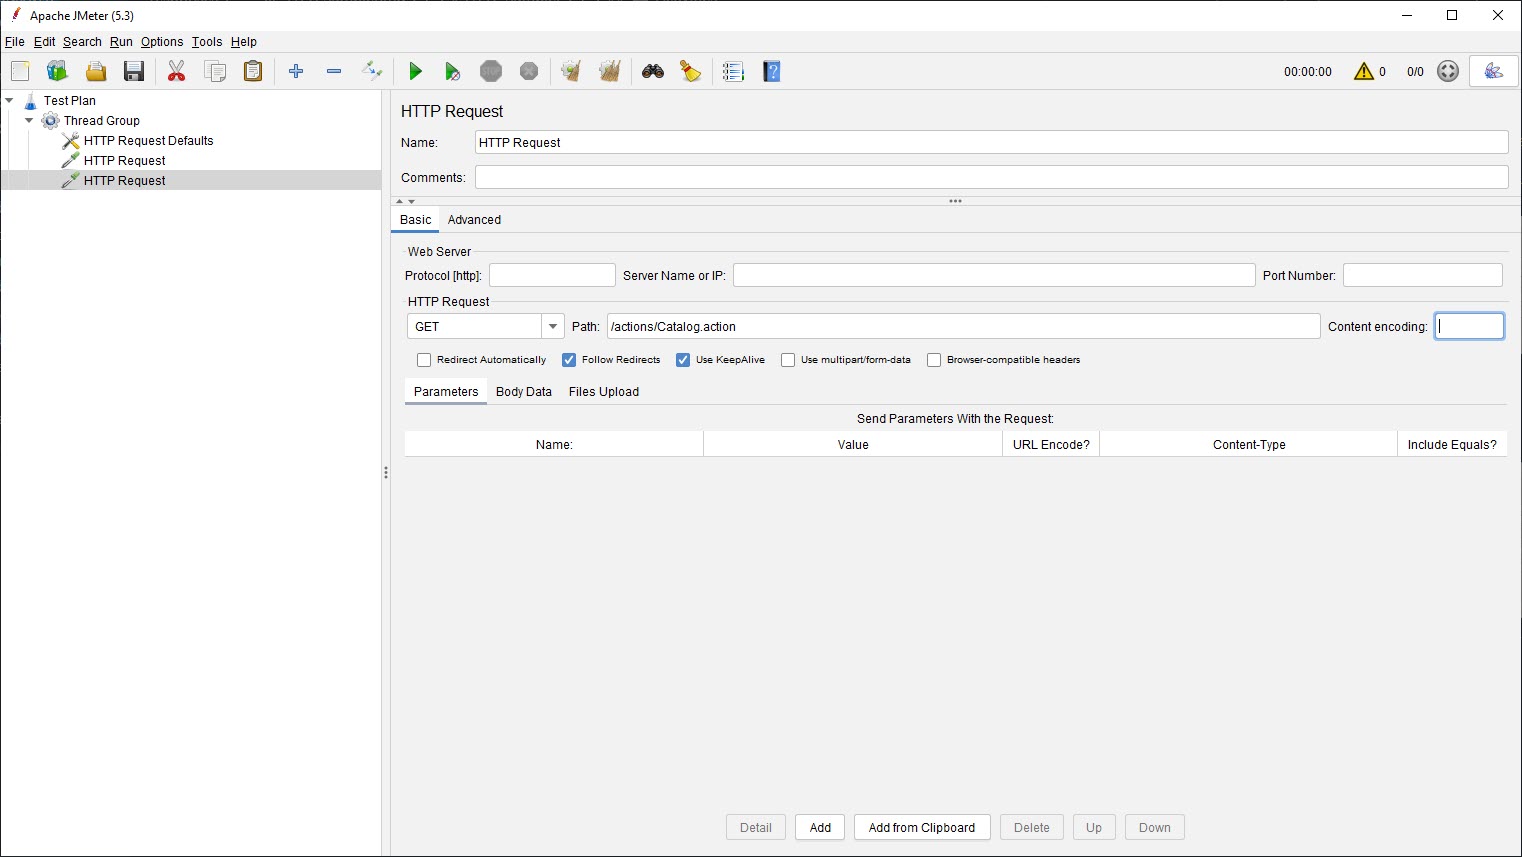 Apache JMeter (5.3)
File Edit Search Run Options Tools Help
STOP 00:00:00 0 0/0
Test Plan
Thread Group
HTTP Request Defaults
HTTP Request
HTTP Request
HTTP Request
Name: HTTP Request
Comments:
Basic Advanced
Web Server
Protocol [http]: Server Name or IP: Port Number:
HTTP Request
GET Path: /actions/Catalog.action Content encoding:
Redirect Automatically Follow Redirects Use KeepAlive Use multipart/form-data Browser-compatible headers
Parameters Body Data Files Upload
Send Parameters With the Request:
Name: Value URL Encode? Content-Type Include Equals?
Detail Add Add from Clipboard Delete Up Down